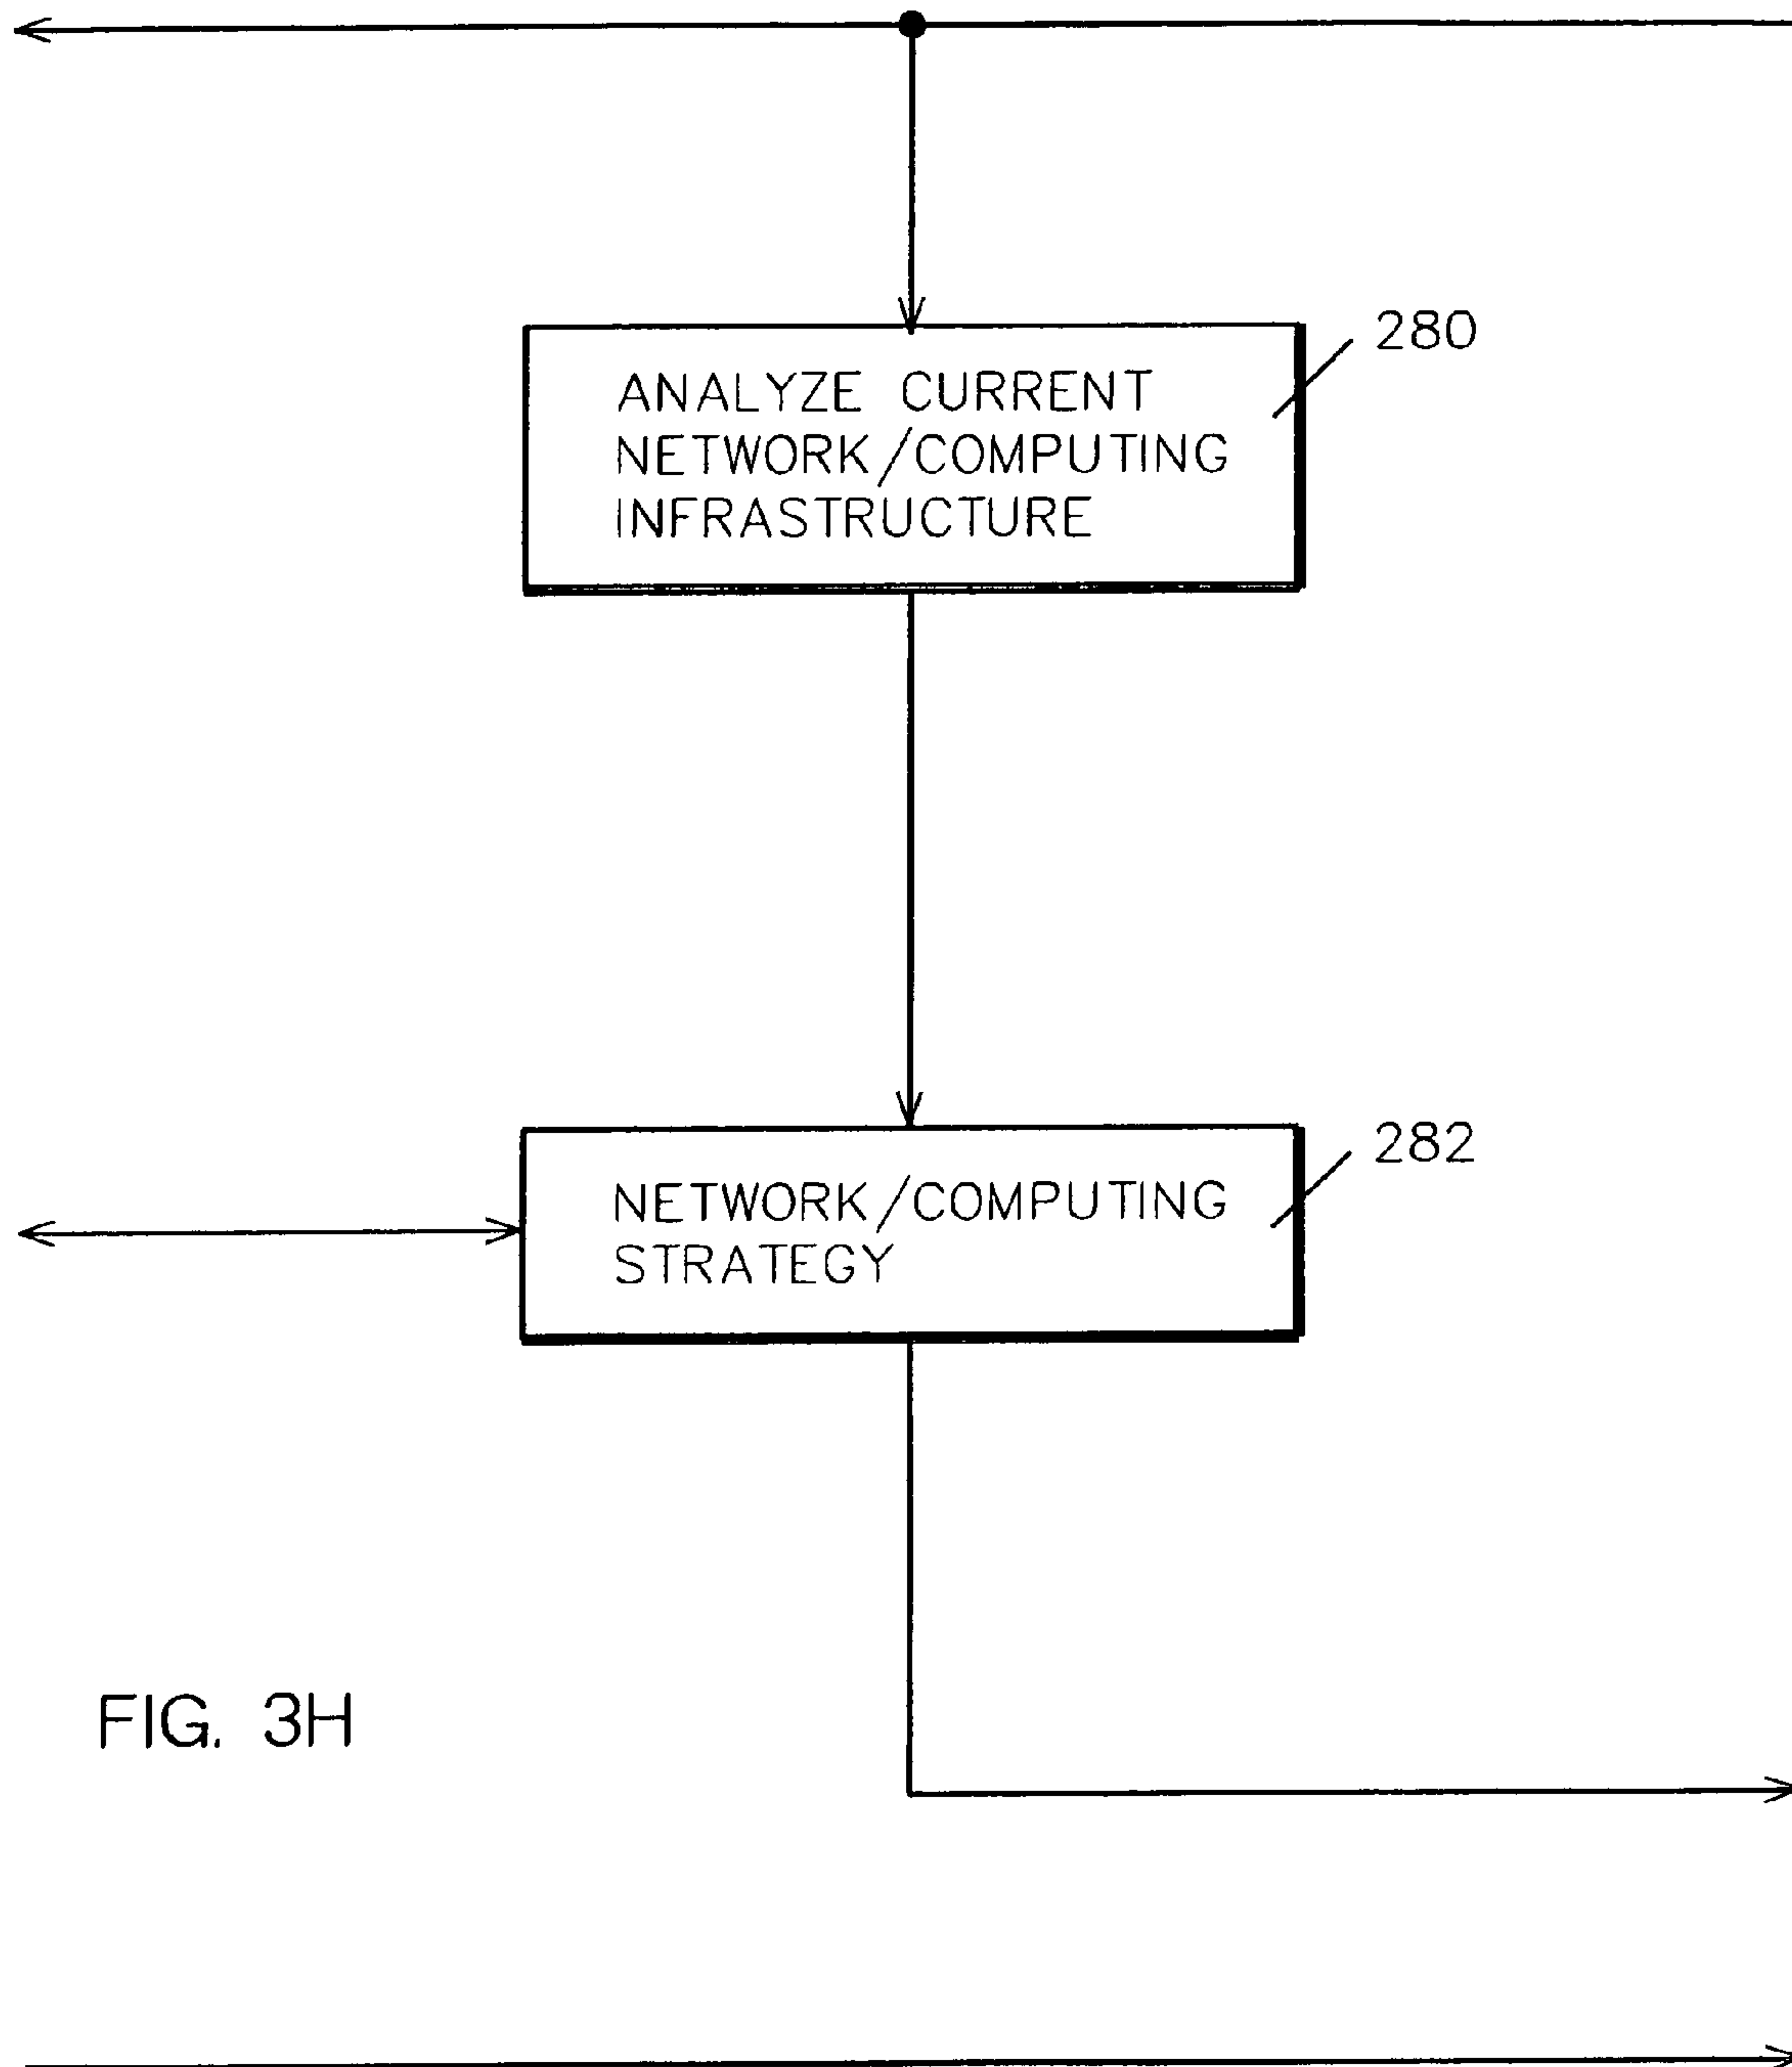 280
ANALYZE CURRENT
NETWORK/COMPUTING
INFRASTRUCTURE
282
NETWORK/COMPUTING
STRATEGY
FIG. 3H